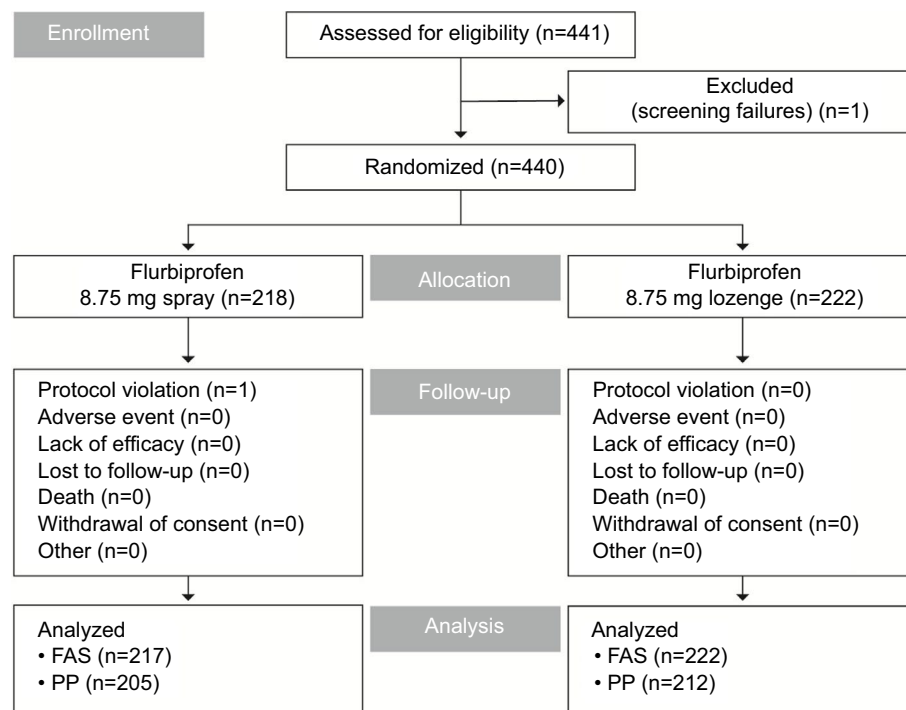 Enrollment
Assessed for eligibility (n=441)
Excluded
(screening failures) (n=1)
Randomized (n=440)
Flurbiprofen
8.75 mg spray (n=218)
Allocation
Flurbiprofen
8.75 mg lozenge (n=222)
Protocol violation (n=1)
Adverse event (n=0)
Lack of efficacy (n=0)
Lost to follow-up (n=0)
Death (n=0)
Withdrawal of consent (n=0)
Other (n=0)
Follow-up
Protocol violation (n=0)
Adverse event (n=0)
Lack of efficacy (n=0)
Lost to follow-up (n=0)
Death (n=0)
Withdrawal of consent (n=0)
Other (n=0)
Analyzed
• FAS (n=217)
• PP (n=205)
Analysis
Analyzed
• FAS (n=222)
• PP (n=212)